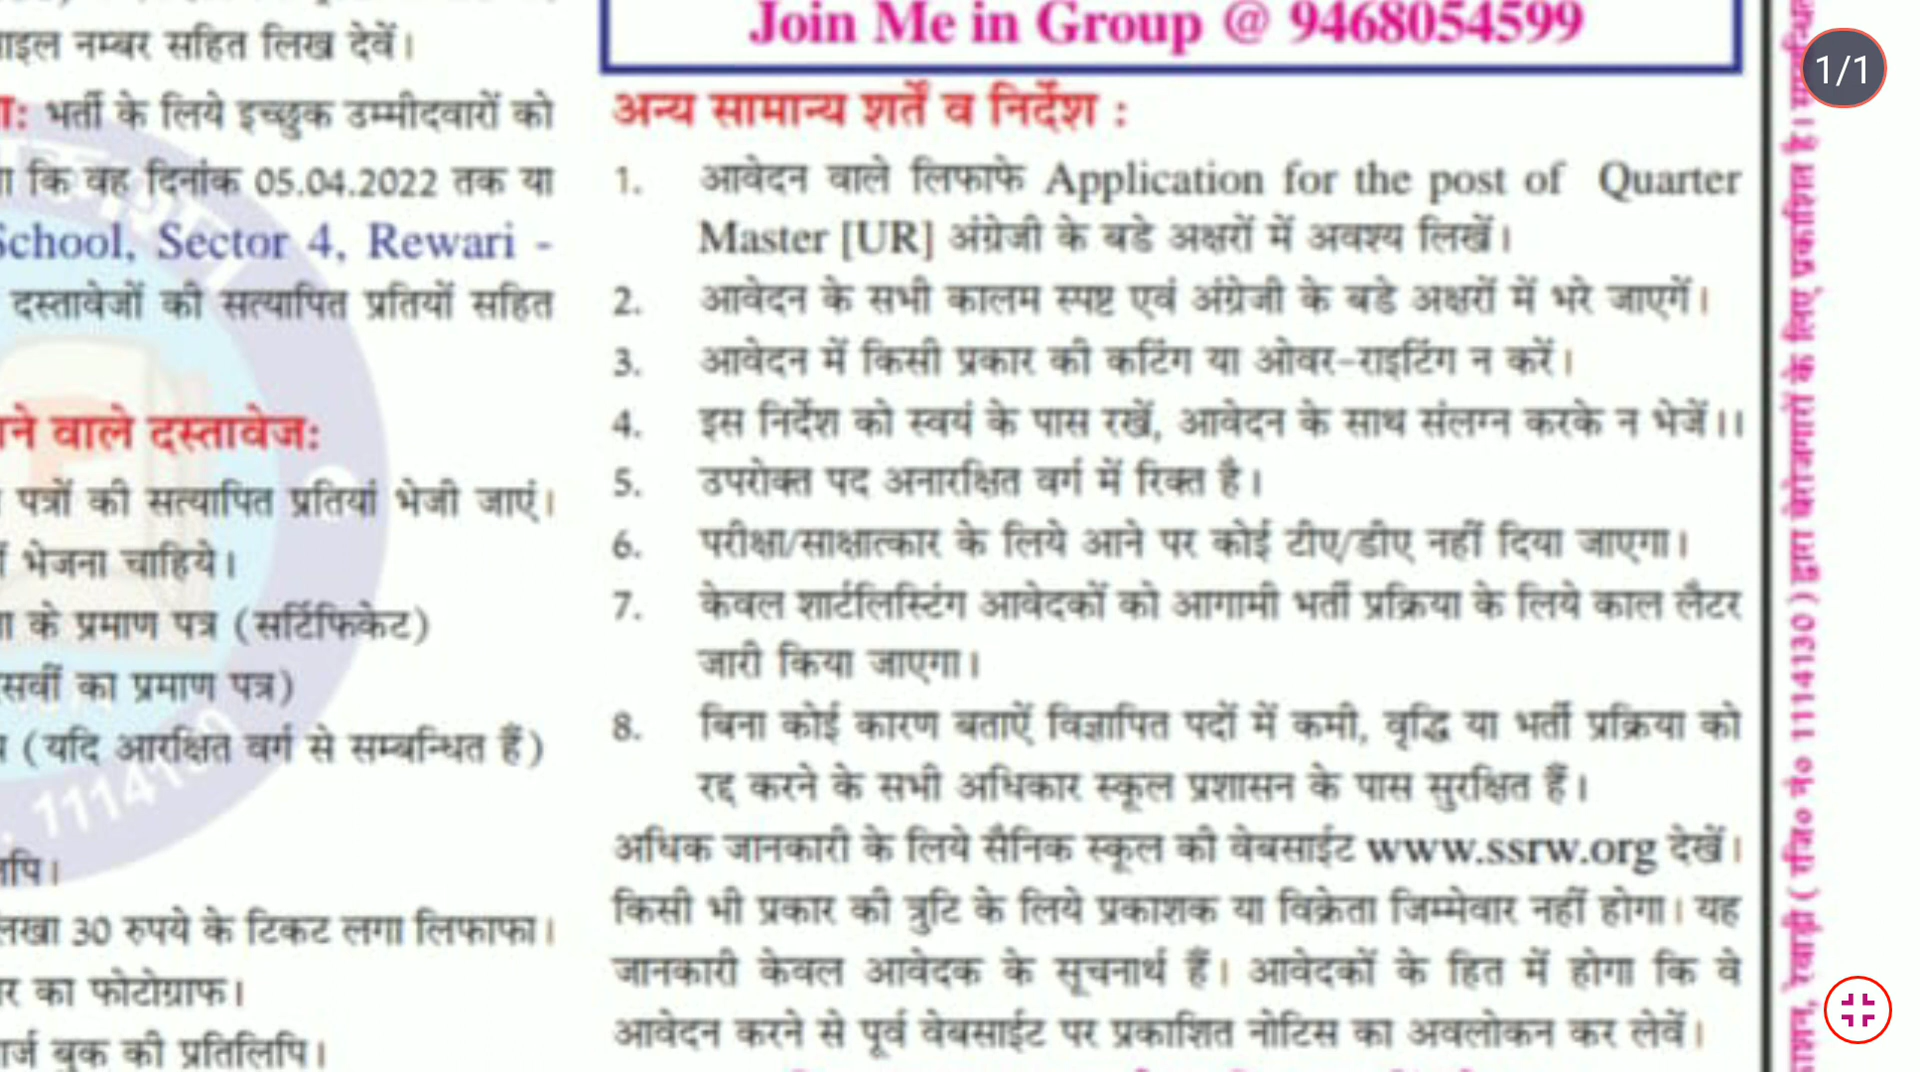 नम्बर सहित लिख देवें।
भर्ती के लिये इच्छुक उम्मीदवारों को
कि वह दिनांक 05.04.2022 तक या
School, Sector 4, Rewari -
दस्तावेजों की सत्यापित प्रतियों सहित
वाले दस्तावेज:
पत्रों की सत्यापित प्रतियां भेजी जाएं।
भेजना चाहिये।
के प्रमाण पत्र (सर्टिफिकेट)
का प्रमाण पत्र)
(यदि आरक्षित वर्ग से सम्बन्धित हैं)
111430
30 रुपये के टिकट लगा लिफाफा।
का फोटोग्राफ।
बुक की प्रतिलिपि।
Join Me in Group @ 9468054599
अन्य सामान्य शर्तें व निर्देश :
1. आवेदन वाले लिफाफे Application for the post of Quarter
Master [UR] अंग्रेजी के बडे अक्षरों में अवश्य लिखें।
2. आवेदन के सभी कालम स्पष्ट एवं अंग्रेजी के बडे अक्षरों में भरे जाएगें।
3. आवेदन में किसी प्रकार की कटिंग या ओवर-राइटिंग न करें।
4. इस निर्देश को स्वयं के पास रखें, आवेदन के साथ संलग्न करके न भेजें।।
5. उपरोक्त पद अनारक्षित वर्ग में रिक्त है।
6. परीक्षा/साक्षात्कार के लिये आने पर कोई टीए/डीए नहीं दिया जाएगा।
7. केवल शार्टलिस्टिंग आवेदकों को आगामी भर्ती प्रक्रिया के लिये काल लैटर
जारी किया जाएगा।
8. बिना कोई कारण बताऐं विज्ञापित पदों में कमी, वृद्धि या भर्ती प्रक्रिया को
रद्द करने के सभी अधिकार स्कूल प्रशासन के पास सुरक्षित हैं।
अधिक जानकारी के लिये सैनिक स्कूल की वेबसाईट www.ssrw.org देखें।
किसी भी प्रकार की त्रुटि के लिये प्रकाशक या विक्रेता जिम्मेवार नहीं होगा। यह
जानकारी केवल आवेदक के सूचनार्थ हैं। आवेदकों के हित में होगा कि वे
आवेदन करने से पूर्व वेबसाईट पर प्रकाशित नोटिस का अवलोकन कर लेवें।
रेवाड़ी (रजि० नं० 1114130) द्वारा बेरोजगारों के लिए प्रकाशित है।
1/1